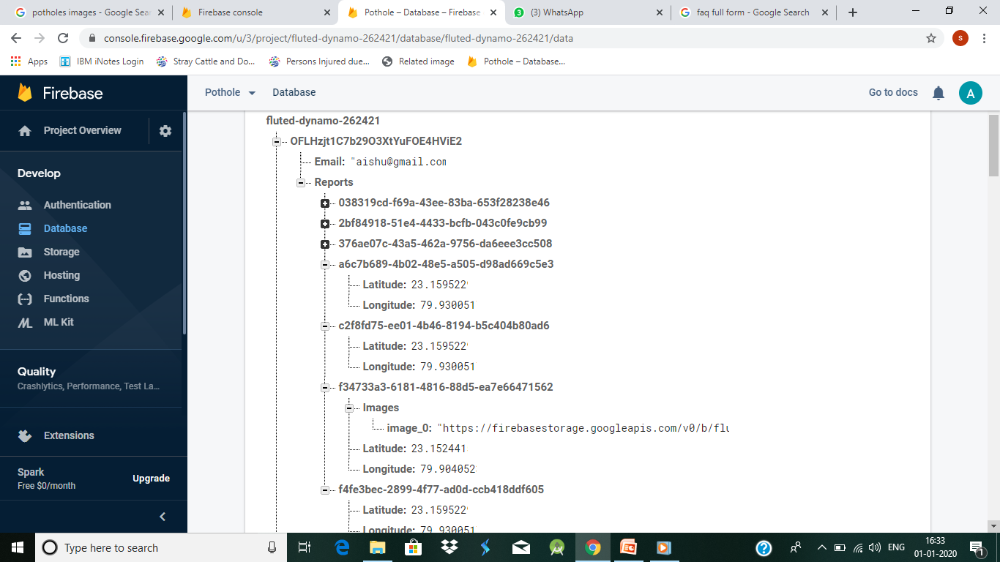 potholes images - Google Sea
Firebase console
Pothole – Database – Firebase
(3) WhatsApp
faq full form - Google Search
console.firebase.google.com/u/3/project/fluted-dynamo-262421/database/fluted-dynamo-262421/data
s
Apps
IBM iNotes Login
Stray Cattle and Do...
Persons Injured due...
Related image
Pothole – Database...
Firebase
Pothole
Database
Go to docs
A
Project Overview
Develop
Authentication
Database
Storage
Hosting
Functions
ML Kit
Quality
Crashlytics, Performance, Test La...
Extensions
Spark
Free $0/month
Upgrade
fluted-dynamo-262421
OFLHzjt1C7b29O3XtYuFOE4HViE2
Email: "aishu@gmail.com
Reports
038319cd-f69a-43ee-83ba-653f28238e46
2bf84918-51e4-4433-bcfb-043c0fe9cb99
376ae07c-43a5-462a-9756-da6eee3cc508
a6c7b689-4b02-48e5-a505-d98ad669c5e3
Latitude: 23.159522
Longitude: 79.930051
c2f8fd75-ee01-4b46-8194-b5c404b80ad6
Latitude: 23.159522
Longitude: 79.930051
f34733a3-6181-4816-88d5-ea7e66471562
Images
image_0: "https://firebasestorage.googleapis.com/v0/b/flu
Latitude: 23.152441
Longitude: 79.904052
f4fe3bec-2899-4f77-ad0d-ccb418ddf605
Latitude: 23.159522
Longitude: 79.930051
Type here to search
ENG
16:33
01-01-2020
1